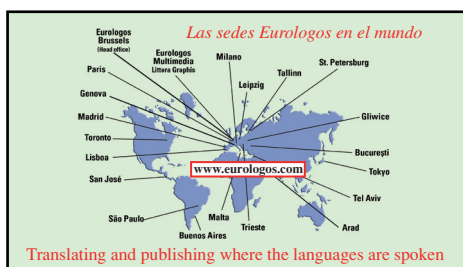 Las sedes Eurologos en el mundo
Eurologos
Brussels
(Head office)
Eurologos
Multimedia
Littera Graphis
Milano
St. Petersburg
Tallinn
Leipzig
Paris
Genova
Madrid
Toronto
Lisboa
San José
São Paulo
Buenos Aires
Malta
Trieste
Arad
Tel Aviv
Tokyo
Bucureşti
Gliwice
www.eurologos.com
Translating and publishing where the languages are spoken